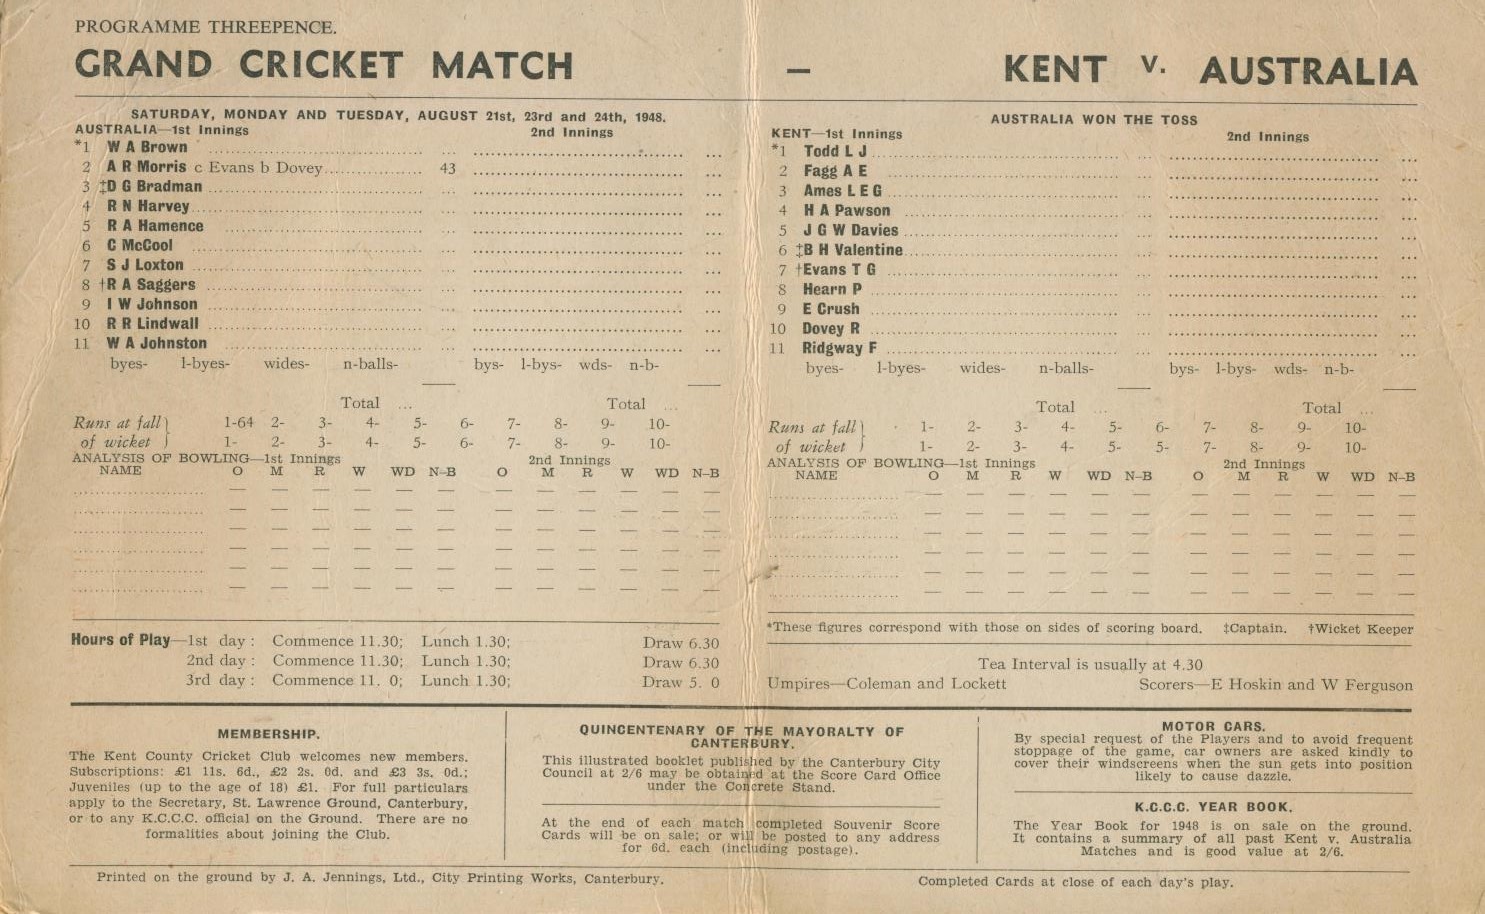 PROGRAMME THREEPENCE.
GRAND CRICKET MATCH — KENT v. AUSTRALIA
SATURDAY, MONDAY AND TUESDAY, AUGUST 21st, 23rd and 24th, 1948.
AUSTRALIA—1st Innings 2nd Innings
*1 W A Brown
2 A R Morris c Evans b Dovey 43
3 ‡D G Bradman
4 R N Harvey
5 R A Hamence
6 C McCool
7 S J Loxton
8 †R A Saggers
9 I W Johnson
10 R R Lindwall
11 W A Johnston
byes- l-byes- wides- n-balls- bys- l-bys- wds- n-b-
Total ... Total ...
Runs at fall } 1-64 2- 3- 4- 5- 6- 7- 8- 9- 10-
of wicket } 1- 2- 3- 4- 5- 6- 7- 8- 9- 10-
ANALYSIS OF BOWLING—1st Innings 2nd Innings
NAME O M R W WD N-B O M R W WD N-B
Hours of Play—1st day : Commence 11.30; Lunch 1.30; Draw 6.30
2nd day : Commence 11.30; Lunch 1.30; Draw 6.30
3rd day : Commence 11. 0; Lunch 1.30; Draw 5. 0
AUSTRALIA WON THE TOSS
KENT—1st Innings 2nd Innings
*1 Todd L J
2 Fagg A E
3 Ames L E G
4 H A Pawson
5 J G W Davies
6 ‡B H Valentine
7 †Evans T G
8 Hearn P
9 E Crush
10 Dovey R
11 Ridgway F
byes- l-byes- wides- n-balls- bys- l-bys- wds- n-b-
Total ... Total ...
Runs at fall } 1- 2- 3- 4- 5- 6- 7- 8- 9- 10-
of wicket } 1- 2- 3- 4- 5- 5- 7- 8- 9- 10-
ANALYSIS OF BOWLING—1st Innings 2nd Innings
NAME O M R W WD N-B O M R W WD N-B
*These figures correspond with those on sides of scoring board. ‡Captain. †Wicket Keeper
Tea Interval is usually at 4.30
Umpires—Coleman and Lockett Scorers—E Hoskin and W Ferguson
MEMBERSHIP.
The Kent County Cricket Club welcomes new members.
Subscriptions: £1 11s. 6d., £2 2s. 0d. and £3 3s. 0d.;
Juveniles (up to the age of 18) £1. For full particulars
apply to the Secretary, St. Lawrence Ground, Canterbury,
or to any K.C.C.C. official on the Ground. There are no
formalities about joining the Club.
QUINCENTENARY OF THE MAYORALTY OF
CANTERBURY.
This illustrated booklet published by the Canterbury City
Council at 2/6 may be obtained at the Score Card Office
under the Concrete Stand.
At the end of each match completed Souvenir Score
Cards will be on sale; or will be posted to any address
for 6d. each (including postage).
MOTOR CARS.
By special request of the Players and to avoid frequent
stoppage of the game, car owners are asked kindly to
cover their windscreens when the sun gets into position
likely to cause dazzle.
K.C.C.C. YEAR BOOK.
The Year Book for 1948 is on sale on the ground.
It contains a summary of all past Kent v. Australia
Matches and is good value at 2/6.
Printed on the ground by J. A. Jennings, Ltd., City Printing Works, Canterbury.
Completed Cards at close of each day's play.